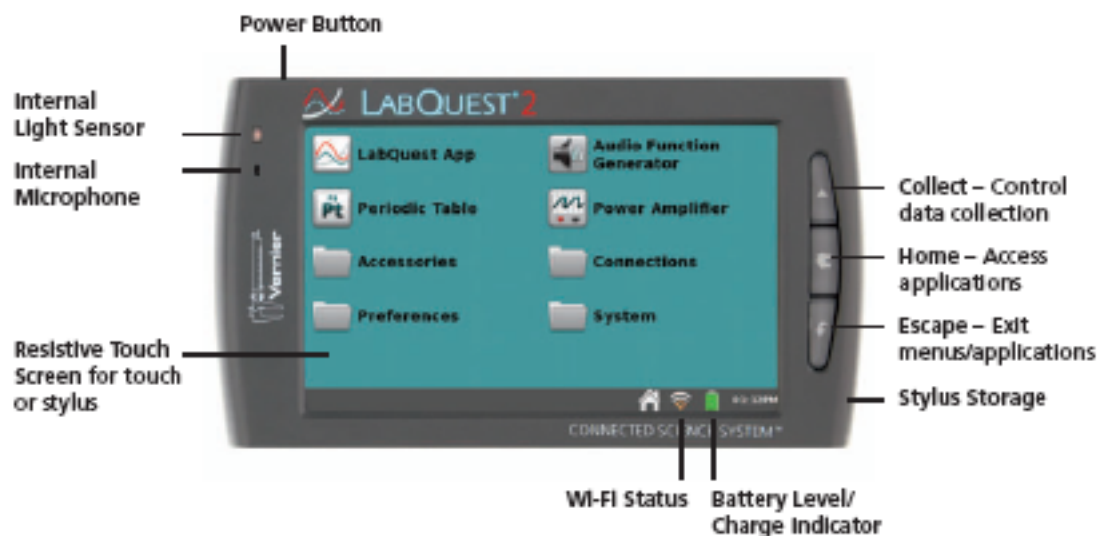 Power Button
Internal
Light Sensor
Internal
Microphone
Resistive Touch
Screen for touch
or stylus
LABQUEST®2
LabQuest App
Audio Function
Generator
Pt
Periodic Table
Power Amplifier
Accessories
Connections
Preferences
System
Vernier
CONNECTED SCIENCE SYSTEM™
Collect – Control
data collection
Home – Access
applications
Escape – Exit
menus/applications
Stylus Storage
Wi-Fi Status
Battery Level/
Charge Indicator